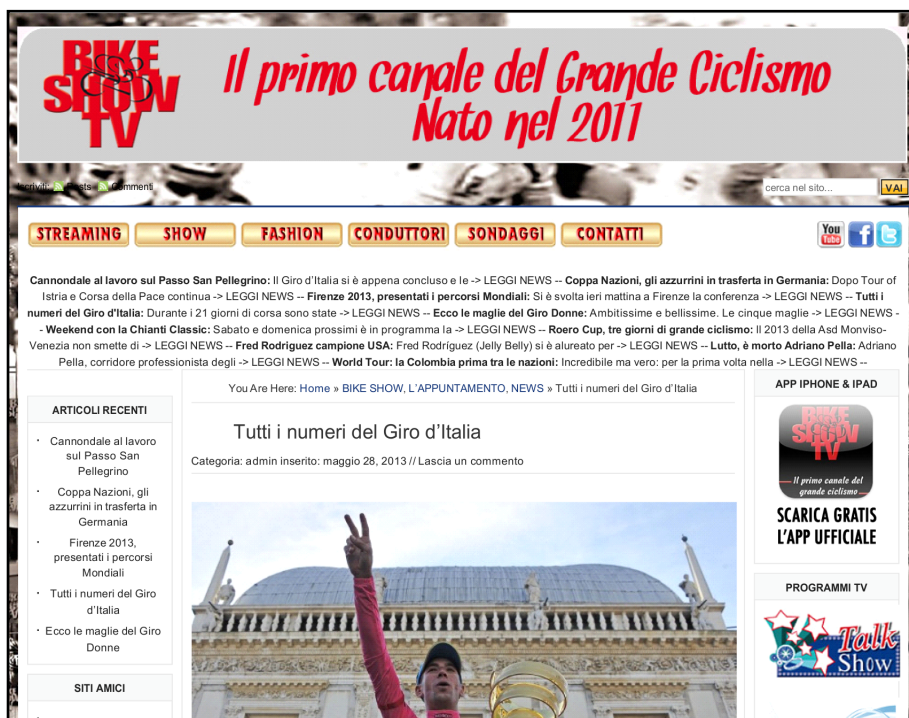 BIKE
SHOW
TV
Il primo canale del Grande Ciclismo
Nato nel 2011
Iscriviti: Posts - Commenti
cerca nel sito...
VAI
STREAMING
SHOW
FASHION
CONDUTTORI
SONDAGGI
CONTATTI
You
Tube
Cannondale al lavoro sul Passo San Pellegrino: Il Giro d'Italia si è appena concluso e le -> LEGGI NEWS -- Coppa Nazioni, gli azzurrini in trasferta in Germania: Dopo Tour of
Istria e Corsa della Pace continua -> LEGGI NEWS -- Firenze 2013, presentati i percorsi Mondiali: Si è svolta ieri mattina a Firenze la conferenza -> LEGGI NEWS -- Tutti i
numeri del Giro d'Italia: Durante i 21 giorni di corsa sono state -> LEGGI NEWS -- Ecco le maglie del Giro Donne: Ambitissime e bellissime. Le cinque maglie -> LEGGI NEWS -
- Weekend con la Chianti Classic: Sabato e domenica prossimi è in programma la -> LEGGI NEWS -- Roero Cup, tre giorni di grande ciclismo: Il 2013 della Asd Monviso-
Venezia non smette di -> LEGGI NEWS -- Fred Rodriguez campione USA: Fred Rodríguez (Jelly Belly) si è alureato per -> LEGGI NEWS -- Lutto, è morto Adriano Pella: Adriano
Pella, corridore professionista degli -> LEGGI NEWS -- World Tour: la Colombia prima tra le nazioni: Incredibile ma vero: per la prima volta nella -> LEGGI NEWS --
ARTICOLI RECENTI
· Cannondale al lavoro
sul Passo San
Pellegrino
· Coppa Nazioni, gli
azzurrini in trasferta in
Germania
· Firenze 2013,
presentati i percorsi
Mondiali
· Tutti i numeri del Giro
d'Italia
· Ecco le maglie del Giro
Donne
SITI AMICI
You Are Here: Home » BIKE SHOW, L'APPUNTAMENTO, NEWS » Tutti i numeri del Giro d'Italia
Tutti i numeri del Giro d'Italia
Categoria: admin inserito: maggio 28, 2013 // Lascia un commento
APP IPHONE & IPAD
BIKE
SHOW
TV
Il primo canale del
grande ciclismo
SCARICA GRATIS
L'APP UFFICIALE
PROGRAMMI TV
Talk
Show